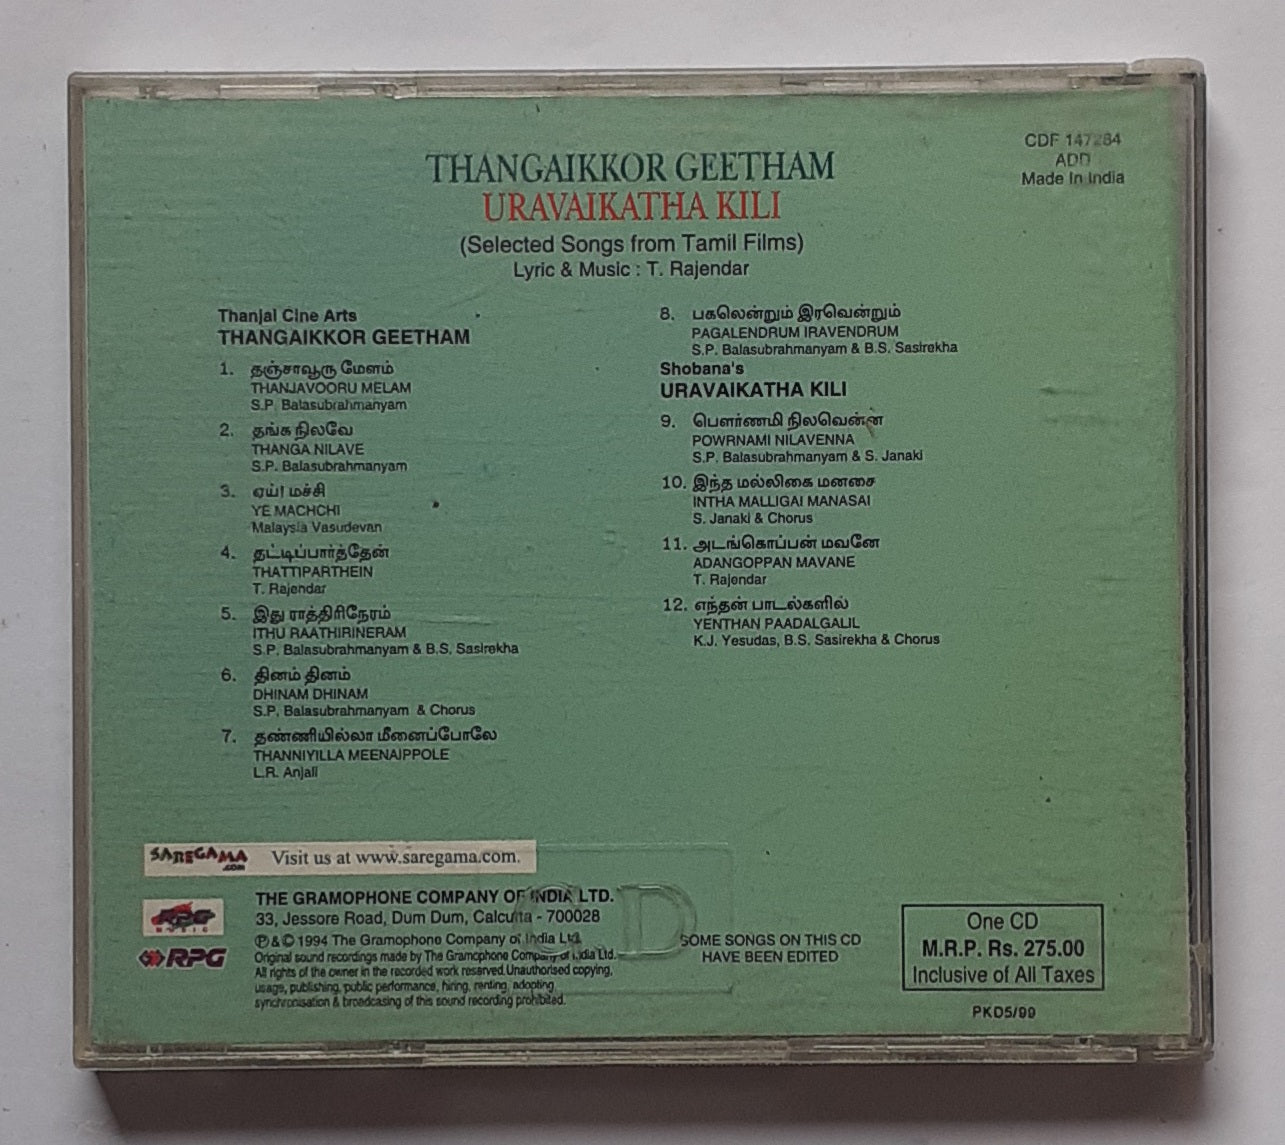 THANGAIKKOR GEETHAM
URAVAIKATHA KILI
(Selected Songs from Tamil Films)
Lyric & Music : T. Rajendar
CDF 147284
ADD
Made In India
Thanjai Cine Arts
THANGAIKKOR GEETHAM
1. தஞ்சாவூரு மேளம்
THANJAVOORU MELAM
S.P. Balasubrahmanyam
2. தங்க நிலவே
THANGA NILAVE
S.P. Balasubrahmanyam
3. ஏய்! மச்சி
YE MACHCHI
Malaysia Vasudevan
4. தட்டிப்பார்த்தேன்
THATTIPARTHEIN
T. Rajendar
5. இது ராத்திரிநேரம்
ITHU RAATHIRINERAM
S.P. Balasubrahmanyam & B.S. Sasirekha
6. தினம் தினம்
DHINAM DHINAM
S.P. Balasubrahmanyam & Chorus
7. தண்ணியில்லா மீனைப்போலே
THANNIYILLA MEENAIPPOLE
L.R. Anjali
8. பகலென்றும் இரவென்றும்
PAGALENDRUM IRAVENDRUM
S.P. Balasubrahmanyam & B.S. Sasirekha
Shobana's
URAVAIKATHA KILI
9. பௌர்ணமி நிலவென்ன
POWRNAMI NILAVENNA
S.P. Balasubrahmanyam & S. Janaki
10. இந்த மல்லிகை மனசை
INTHA MALLIGAI MANASAI
S. Janaki & Chorus
11. அடங்கொப்பன் மவனே
ADANGOPPAN MAVANE
T. Rajendar
12. எந்தன் பாடல்களில்
YENTHAN PAADALGALIL
K.J. Yesudas, B.S. Sasirekha & Chorus
SAREGAMA.COM
Visit us at www.saregama.com.
RPG
MUSIC
RPG
THE GRAMOPHONE COMPANY OF INDIA LTD.
33, Jessore Road, Dum Dum, Calcutta - 700028
℗ & © 1994 The Gramophone Company of India Ltd.
Original sound recordings made by The Gramophone Company of India Ltd.
All rights of the owner in the recorded work reserved. Unauthorised copying,
usage, publishing, public performance, hiring, renting, adopting,
synchronisation & broadcasting of this sound recording prohibited.
SOME SONGS ON THIS CD
HAVE BEEN EDITED
One CD
M.R.P. Rs. 275.00
Inclusive of All Taxes
PKD5/99